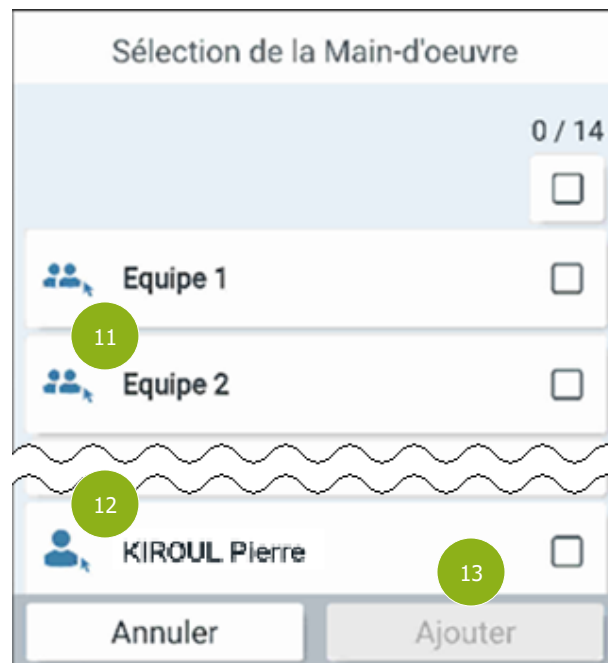 Sélection de la Main-d'oeuvre
0 / 14
Equipe 1
11
Equipe 2
12
KIROUL Pierre
13
Annuler
Ajouter